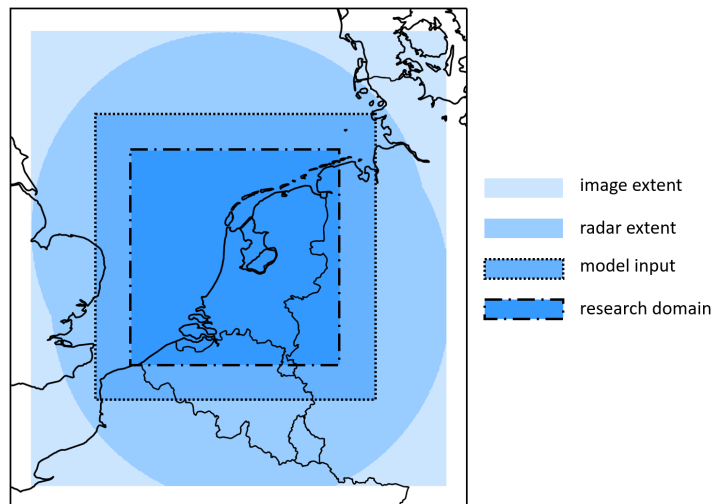 image extent
radar extent
model input
research domain